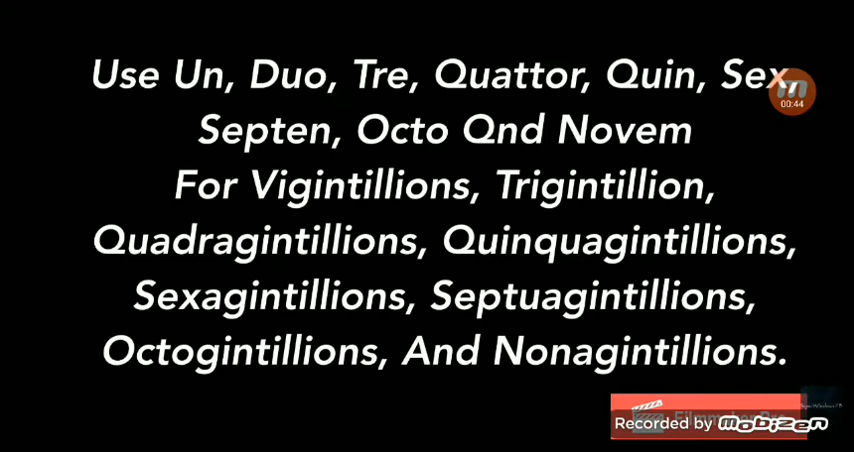 Use Un, Duo, Tre, Quattor, Quin, Sex,
00:44
Septen, Octo Qnd Novem
For Vigintillions, Trigintillion,
Quadragintillions, Quinquagintillions,
Sexagintillions, Septuagintillions,
Octogintillions, And Nonagintillions.
Recorded by mobizen